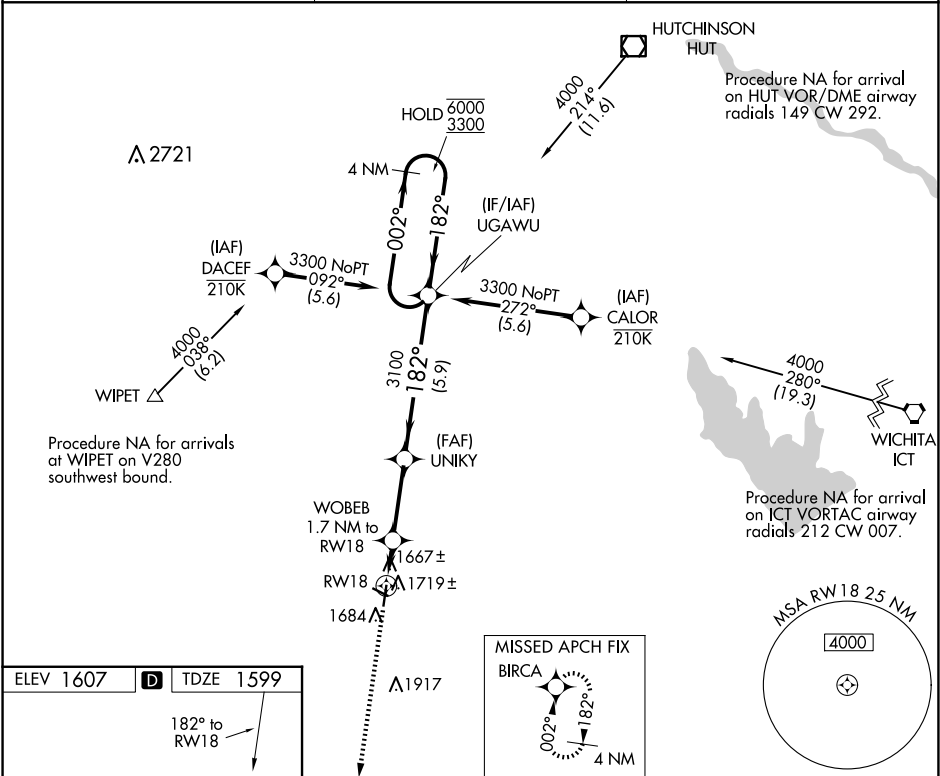 HUTCHINSON
HUT
Procedure NA for arrival
on HUT VOR/DME airway
radials 149 CW 292.
4000
214°
(11.6)
HOLD 6000
3300
2721
4 NM
002°
182°
(IF/IAF)
UGAWU
(IAF)
DACEF
210K
3300 NoPT
092°
(5.6)
3300 NoPT
272°
(5.6)
(IAF)
CALOR
210K
4000
038°
(6.2)
WIPET
3100
182°
(5.9)
4000
280°
(19.3)
WICHITA
ICT
Procedure NA for arrivals
at WIPET on V280
southwest bound.
(FAF)
UNIKY
Procedure NA for arrival
on ICT VORTAC airway
radials 212 CW 007.
WOBEB
1.7 NM to
RW18
1667±
RW18
1719±
1684
MSA RW18 25 NM
4000
MISSED APCH FIX
BIRCA
002°
182°
4 NM
1917
ELEV 1607 D TDZE 1599
182° to
RW18